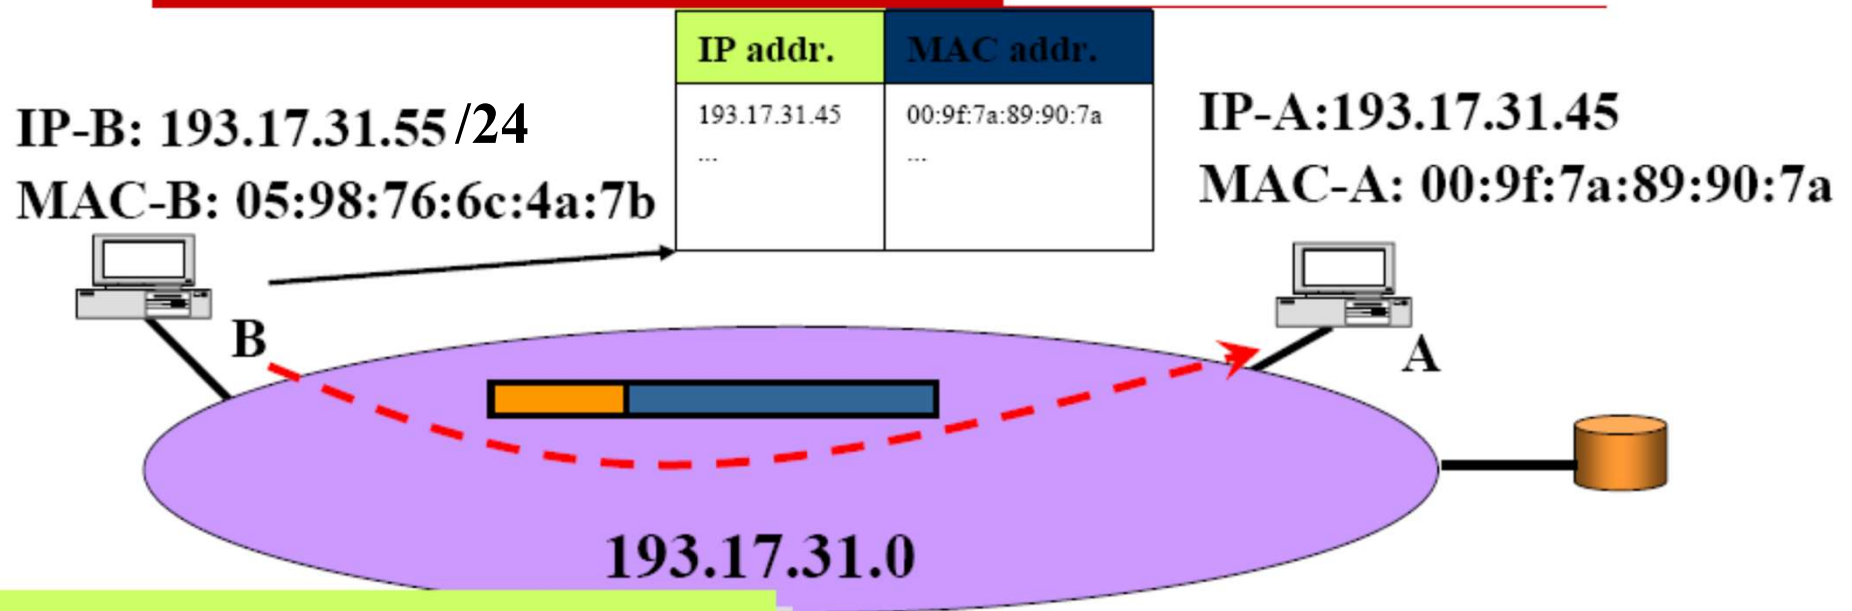 IP addr. MAC addr.
193.17.31.45 00:9f:7a:89:90:7a
... ...
IP-B: 193.17.31.55 /24
MAC-B: 05:98:76:6c:4a:7b
IP-A:193.17.31.45
MAC-A: 00:9f:7a:89:90:7a
B
A
193.17.31.0